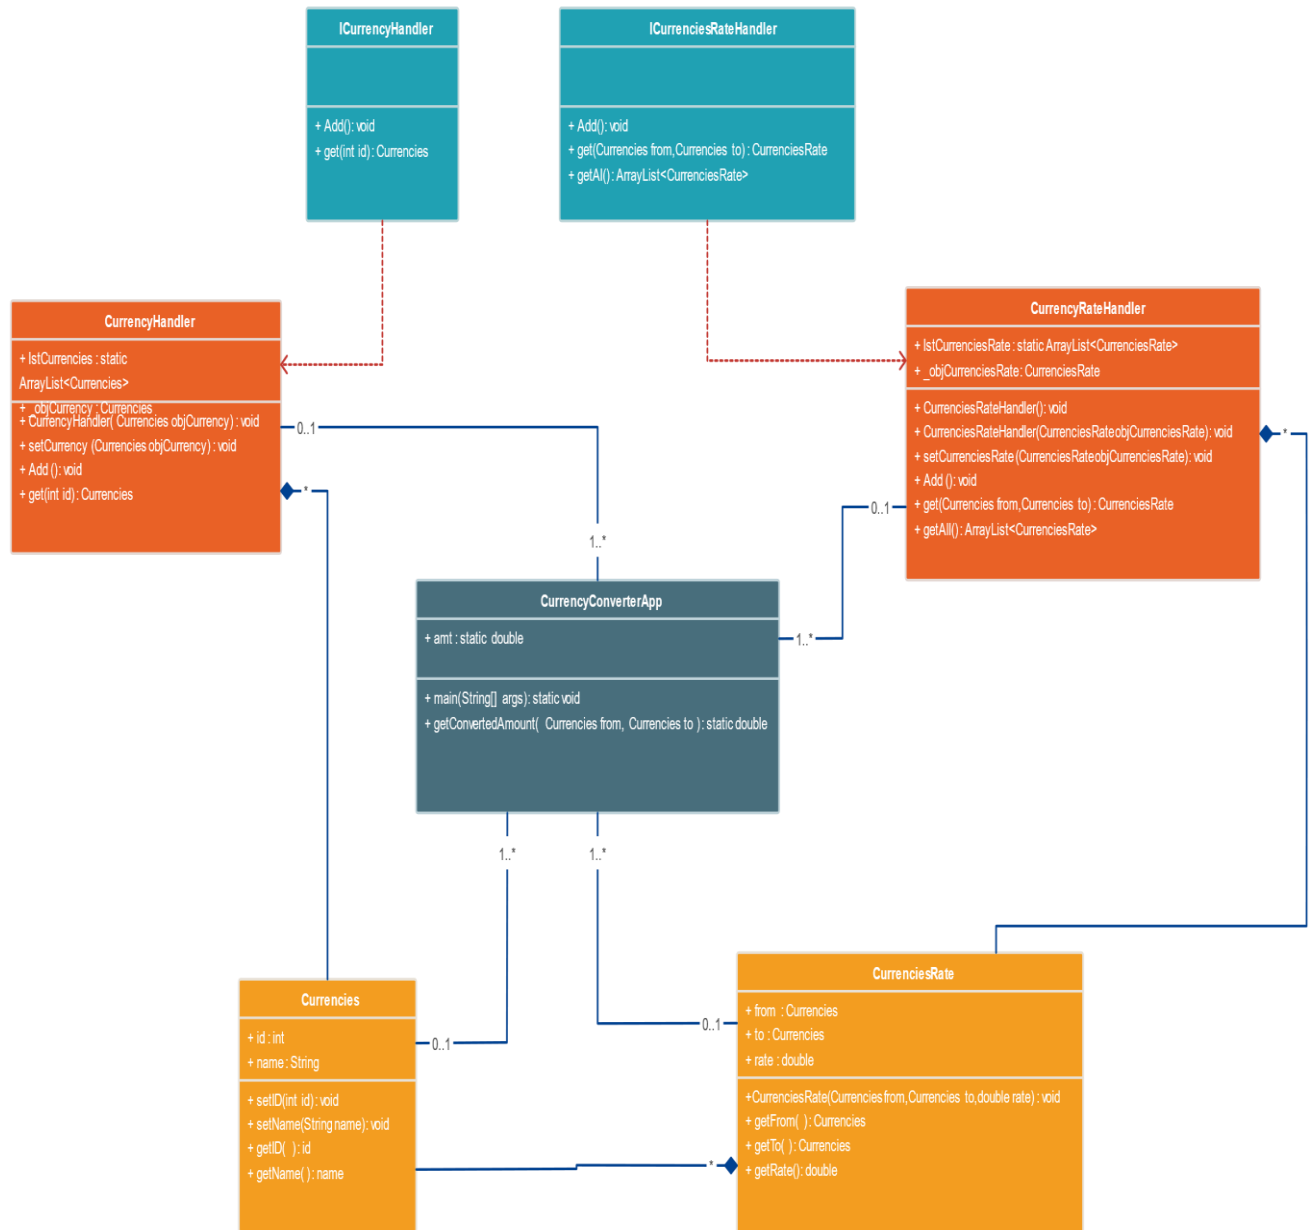 ICurrencyHandler
+ Add(): void
+ get(int id): Currencies
ICurrenciesRateHandler
+ Add(): void
+ get(Currencies from,Currencies to) : CurrenciesRate
+ getAl() : ArrayList<CurrenciesRate>
CurrencyHandler
+ lstCurrencies : static
ArrayList<Currencies>
+ _objCurrency : Currencies
+ CurrencyHandler( Currencies objCurrency) : void
+ setCurrency (Currencies objCurrency) : void
+ Add (): void
+ get(int id) : Currencies
CurrencyRateHandler
+ lstCurrenciesRate : static ArrayList<CurrenciesRate>
+ _objCurrenciesRate : CurrenciesRate
+ CurrenciesRateHandler(): void
+ CurrenciesRateHandler(CurrenciesRateobjCurrenciesRate): void
+ setCurrenciesRate (CurrenciesRateobjCurrenciesRate): void
+ Add (): void
+ get(Currencies from,Currencies to) : CurrenciesRate
+ getAll() : ArrayList<CurrenciesRate>
0..1
*
*
0..1
1..*
1..*
CurrencyConverterApp
+ amt : static double
+ main(String[] args): static void
+ getConvertedAmount( Currencies from, Currencies to ) : static double
1..*
1..*
0..1
0..1
Currencies
+ id : int
+ name : String
+ setID(int id) : void
+ setName(String name): void
+ getID( ) : id
+ getName( ) : name
*
CurrenciesRate
+ from : Currencies
+ to : Currencies
+ rate : double
+CurrenciesRate(Currencies from,Currencies to,double rate) : void
+ getFrom( ) : Currencies
+ getTo( ) : Currencies
+ getRate(): double